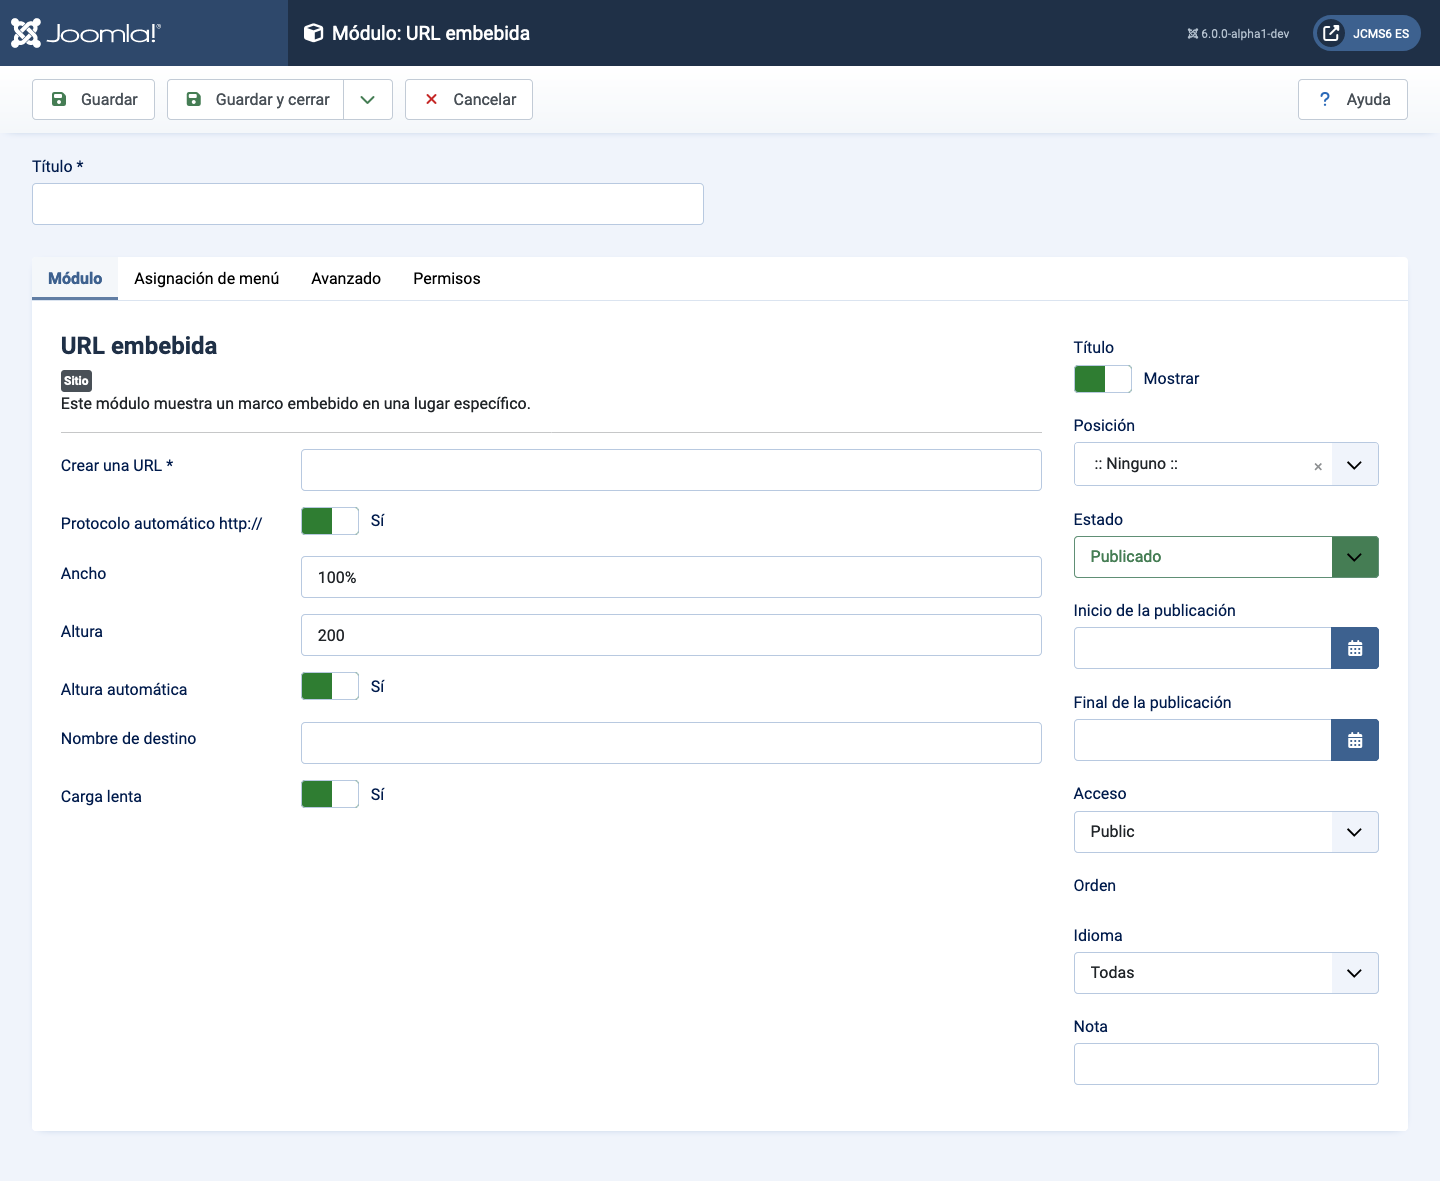 Joomla!®
Módulo: URL embebida
6.0.0-alpha1-dev
JCMS6 ES
Guardar
Guardar y cerrar
Cancelar
? Ayuda
Título *
Módulo
Asignación de menú
Avanzado
Permisos
URL embebida
Sitio
Este módulo muestra un marco embebido en una lugar específico.
Crear una URL *
Protocolo automático http://
Sí
Ancho
100%
Altura
200
Altura automática
Sí
Nombre de destino
Carga lenta
Sí
Título
Mostrar
Posición
:: Ninguno ::
×
Estado
Publicado
Inicio de la publicación
Final de la publicación
Acceso
Public
Orden
Idioma
Todas
Nota